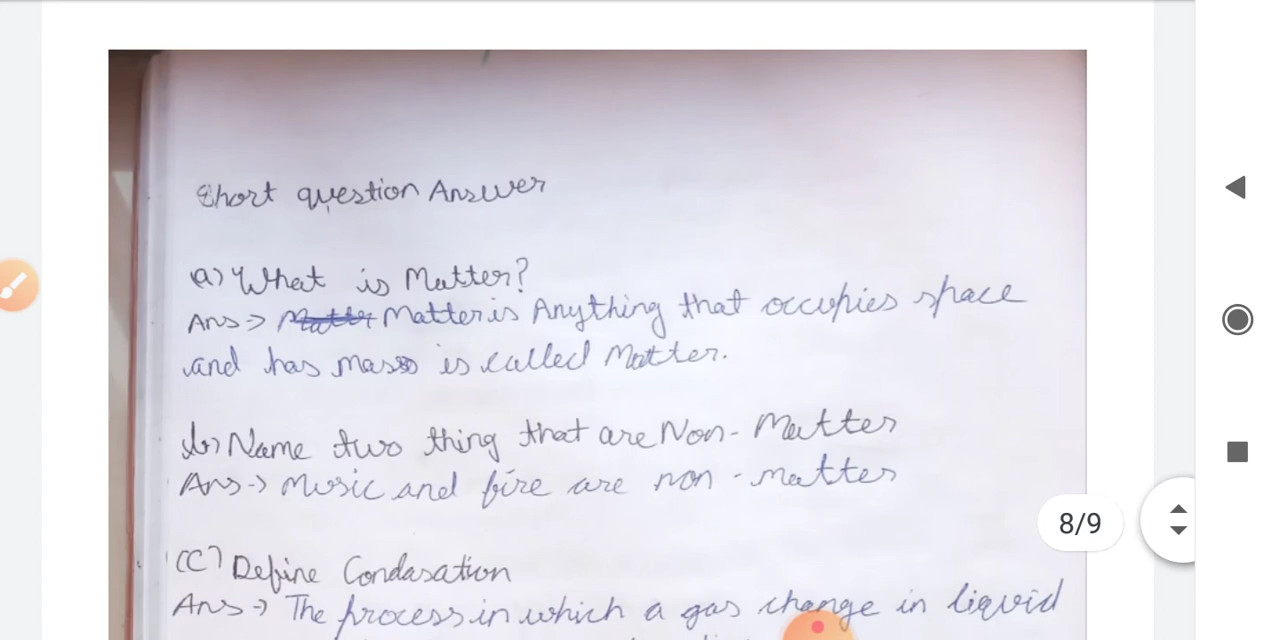 Short question Answer
a) What is Matter?
Ans → Matter Matter is Anything that occupies space
and has mass is called Matter.
b) Name two thing that are Non-Matter
Ans → Music and fire are non-matter
(C) Define Condasation
Ans → The process in which a gas change in liquid
8/9